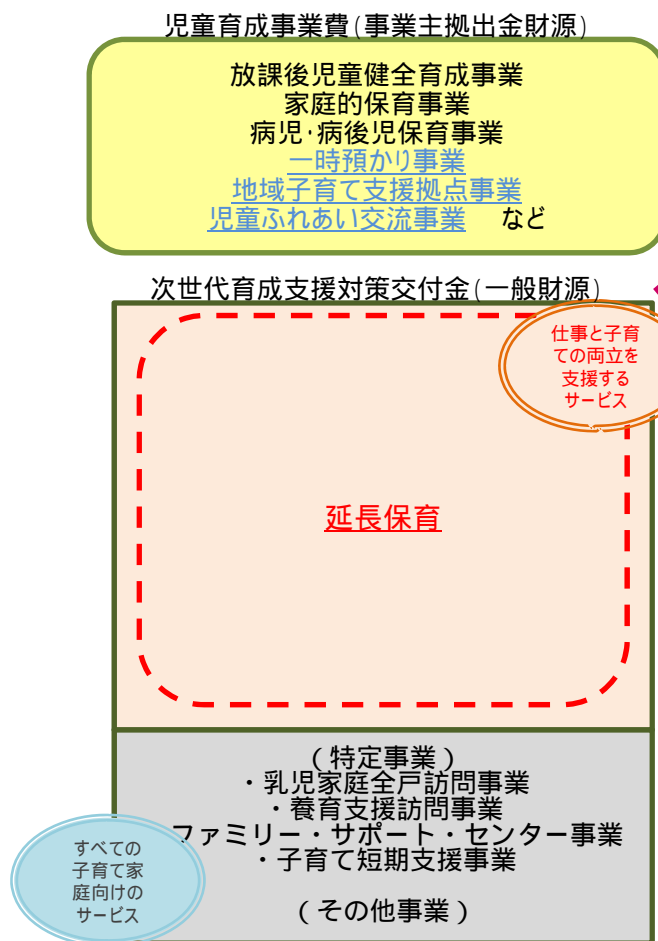 児童育成事業費(事業主拠出金財源)
放課後児童健全育成事業
家庭的保育事業
病児・病後児保育事業
一時預かり事業
地域子育て支援拠点事業
児童ふれあい交流事業 など
次世代育成支援対策交付金(一般財源)
仕事と子育
ての両立を
支援する
サービス
延長保育
(特定事業)
・乳児家庭全戸訪問事業
・養育支援訪問事業
ファミリー・サポート・センター事業
・子育て短期支援事業
すべての
子育て家
庭向けの
サービス
(その他事業)